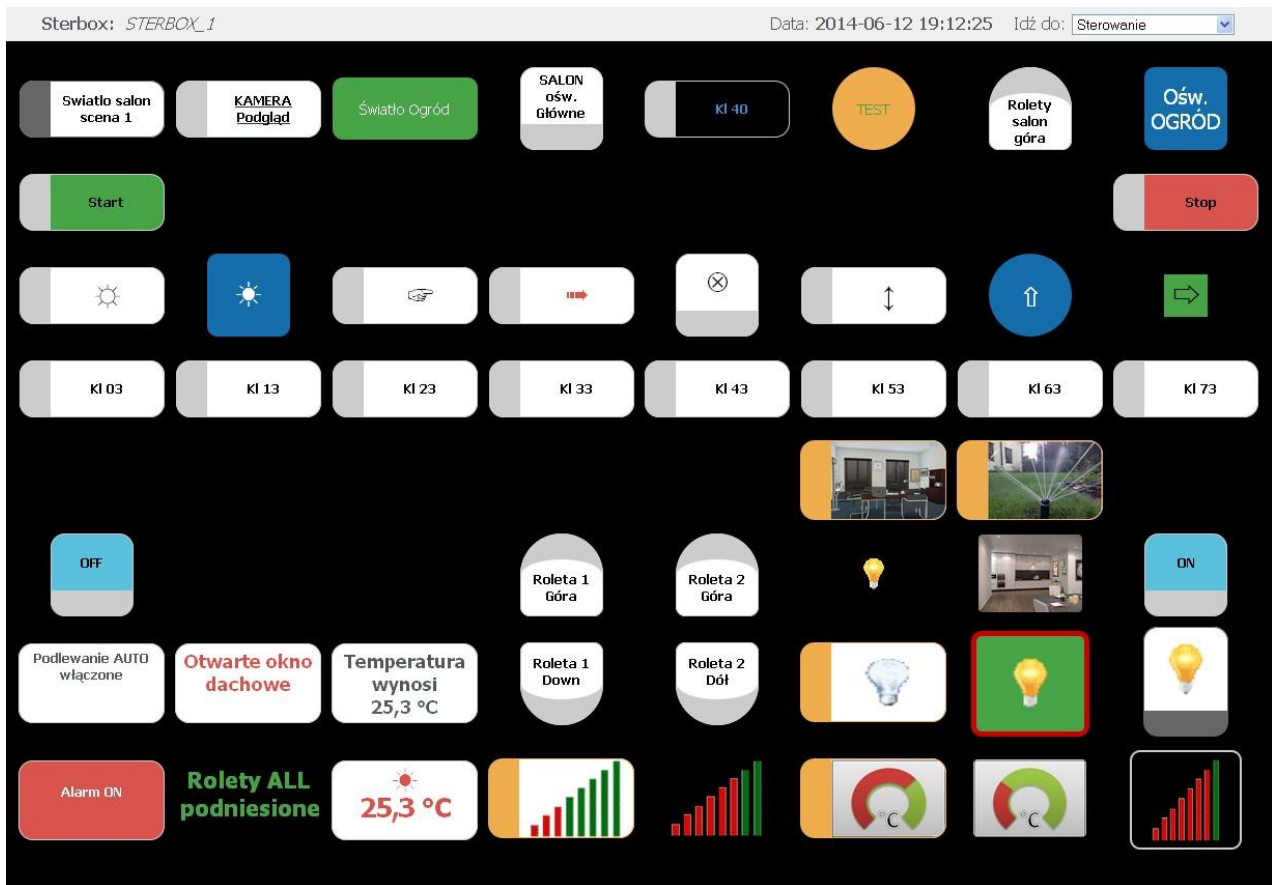 Sterbox: STERBOX_1 Data: 2014-06-12 19:12:25 Idź do: Sterowanie
Swiatlo salon
scena 1
KAMERA
Podgląd
Światło Ogród
SALON
ośw.
Główne
Kl 40
TEST
Rolety
salon
góra
Ośw.
OGRÓD
Start
Stop
Kl 03
Kl 13
Kl 23
Kl 33
Kl 43
Kl 53
Kl 63
Kl 73
OFF
Roleta 1
Góra
Roleta 2
Góra
ON
Podlewanie AUTO
włączone
Otwarte okno
dachowe
Temperatura
wynosi
25,3 °C
Roleta 1
Down
Roleta 2
Dół
Alarm ON
Rolety ALL
podniesione
25,3 °C
°C
°C